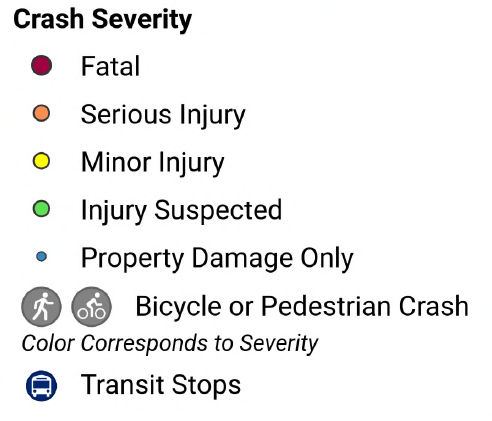 Crash Severity
Fatal
Serious Injury
Minor Injury
Injury Suspected
Property Damage Only
Bicycle or Pedestrian Crash
Color Corresponds to Severity
Transit Stops